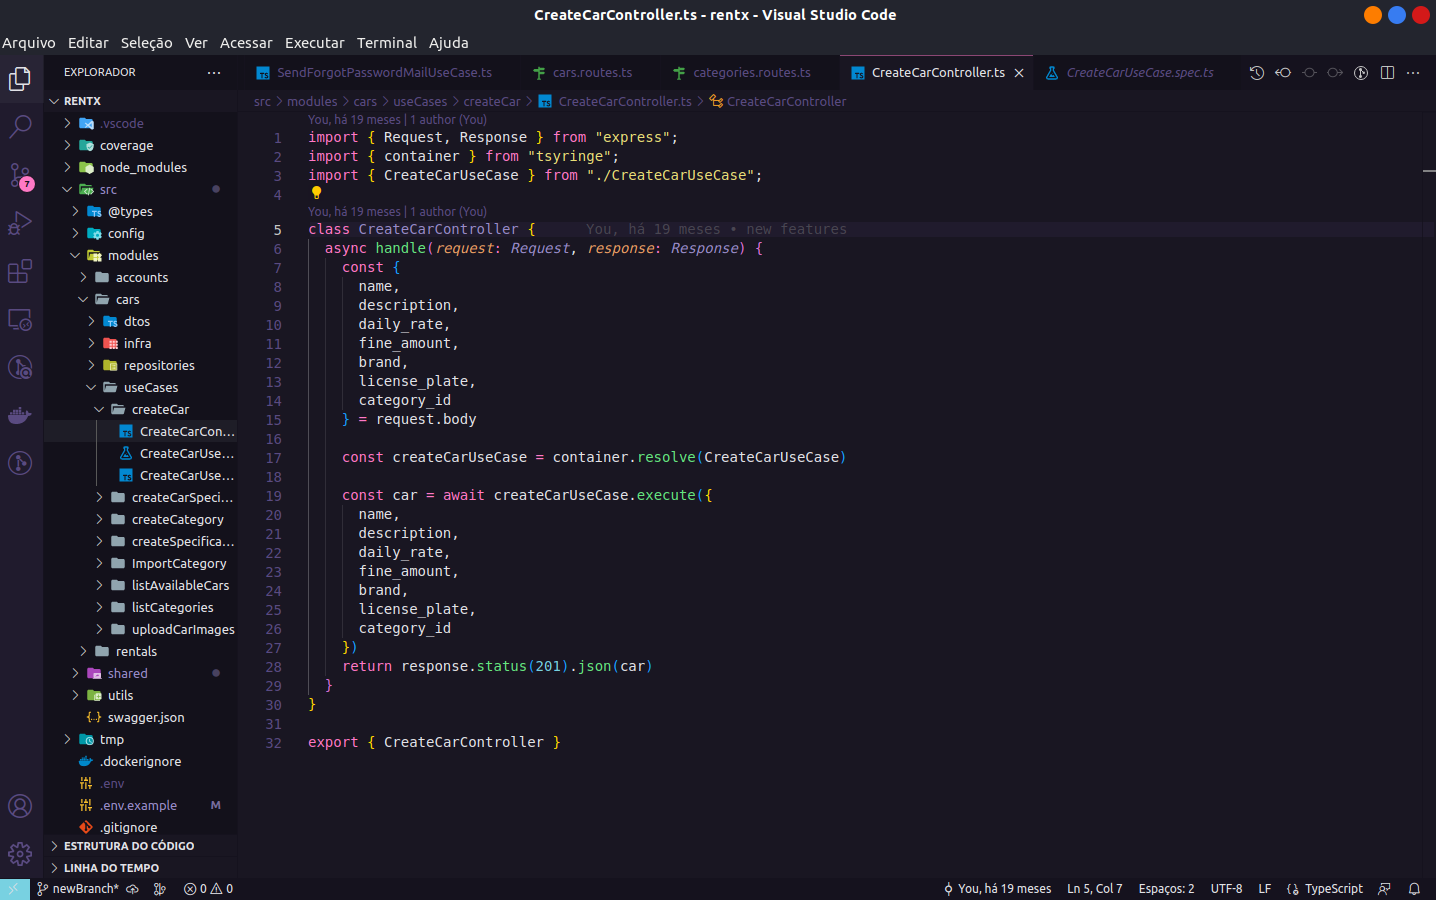 CreateCarController.ts - rentx - Visual Studio Code
Arquivo Editar Seleção Ver Acessar Executar Terminal Ajuda
EXPLORADOR
SendForgotPasswordMailUseCase.ts cars.routes.ts categories.routes.ts CreateCarController.ts CreateCarUseCase.spec.ts
src > modules > cars > useCases > createCar > CreateCarController.ts > CreateCarController
RENTX
.vscode
coverage
node_modules
src
@types
config
modules
accounts
cars
dtos
infra
repositories
useCases
createCar
CreateCarCon...
CreateCarUse...
CreateCarUse...
createCarSpeci...
createCategory
createSpecifica...
ImportCategory
listAvailableCars
listCategories
uploadCarImages
rentals
shared
utils
swagger.json
tmp
.dockerignore
.env
.env.example M
.gitignore
ESTRUTURA DO CÓDIGO
LINHA DO TEMPO
7
You, há 19 meses | 1 author (You)
1 import { Request, Response } from "express";
2 import { container } from "tsyringe";
3 import { CreateCarUseCase } from "./CreateCarUseCase";
4
You, há 19 meses | 1 author (You)
5 class CreateCarController { You, há 19 meses • new features
6 async handle(request: Request, response: Response) {
7 const {
8 name,
9 description,
10 daily_rate,
11 fine_amount,
12 brand,
13 license_plate,
14 category_id
15 } = request.body
16
17 const createCarUseCase = container.resolve(CreateCarUseCase)
18
19 const car = await createCarUseCase.execute({
20 name,
21 description,
22 daily_rate,
23 fine_amount,
24 brand,
25 license_plate,
26 category_id
27 })
28 return response.status(201).json(car)
29 }
30 }
31
32 export { CreateCarController }
newBranch* 0 0 You, há 19 meses Ln 5, Col 7 Espaços: 2 UTF-8 LF TypeScript